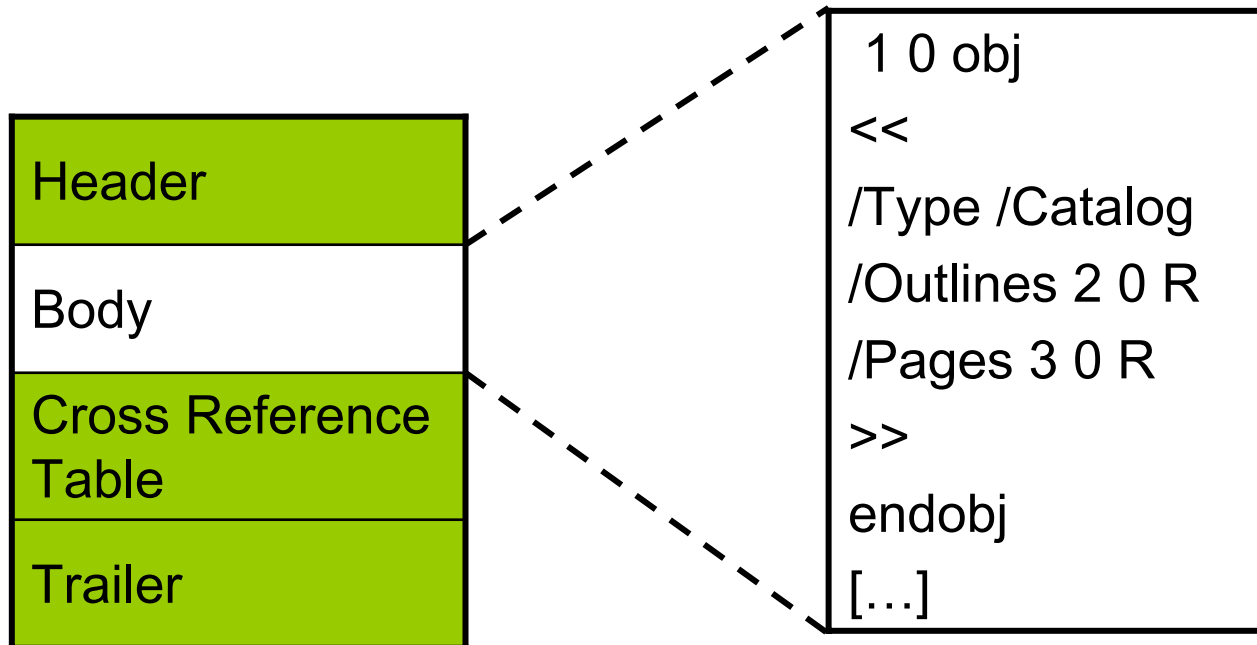 Header
Body
Cross Reference
Table
Trailer
1 0 obj
<<
/Type /Catalog
/Outlines 2 0 R
/Pages 3 0 R
>>
endobj
[…]